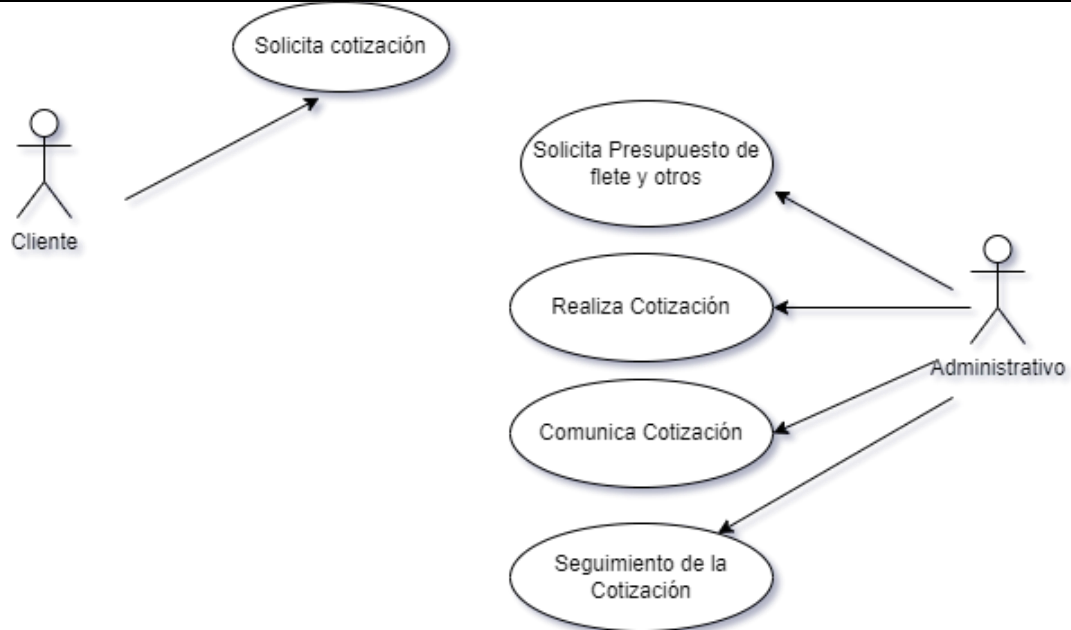 Solicita cotización
Solicita Presupuesto de
flete y otros
Cliente
Realiza Cotización
Administrativo
Comunica Cotización
Seguimiento de la
Cotización